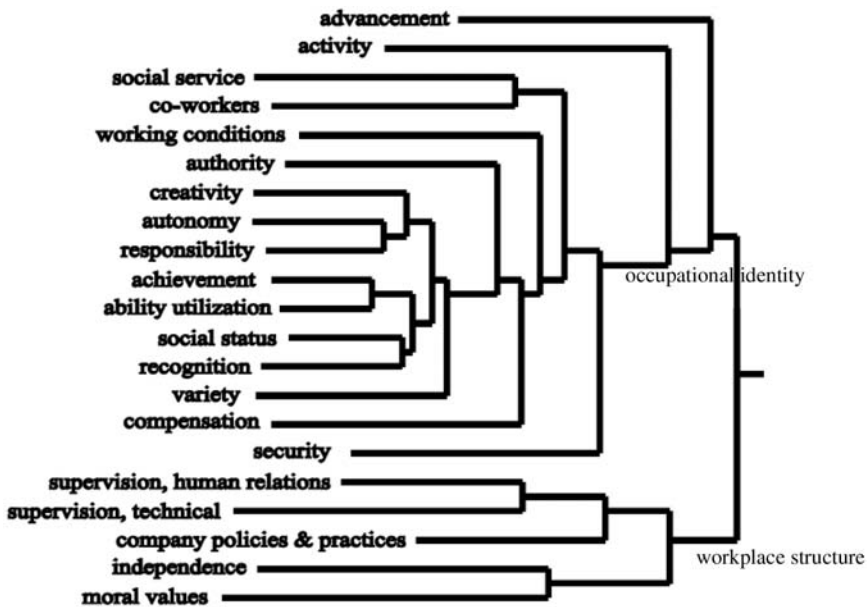 advancement
activity
social service
co-workers
working conditions
authority
creativity
autonomy
responsibility
achievement
occupational identity
ability utilization
social status
recognition
variety
compensation
security
supervision, human relations
supervision, technical
company policies & practices
workplace structure
independence
moral values